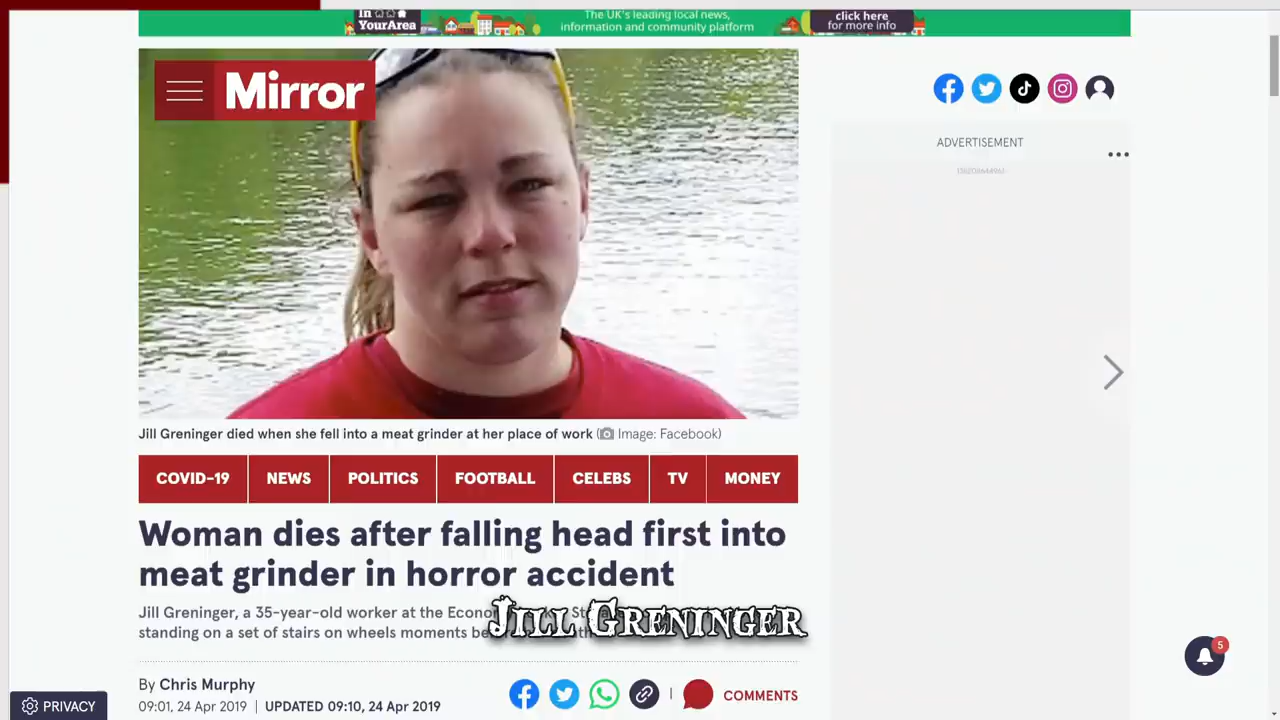 In
YourArea
The UK's leading local news,
information and community platform
click here
for more info
Mirror
ADVERTISEMENT
Jill Greninger died when she fell into a meat grinder at her place of work (Image: Facebook)
COVID-19 NEWS POLITICS FOOTBALL CELEBS TV MONEY
Woman dies after falling head first into
meat grinder in horror accident
Jill Greninger, a 35-year-old worker at the
standing on a set of stairs on wheels moments
Jill Greninger
By Chris Murphy
09:01, 24 Apr 2019 | UPDATED 09:10, 24 Apr 2019
COMMENTS
5
PRIVACY